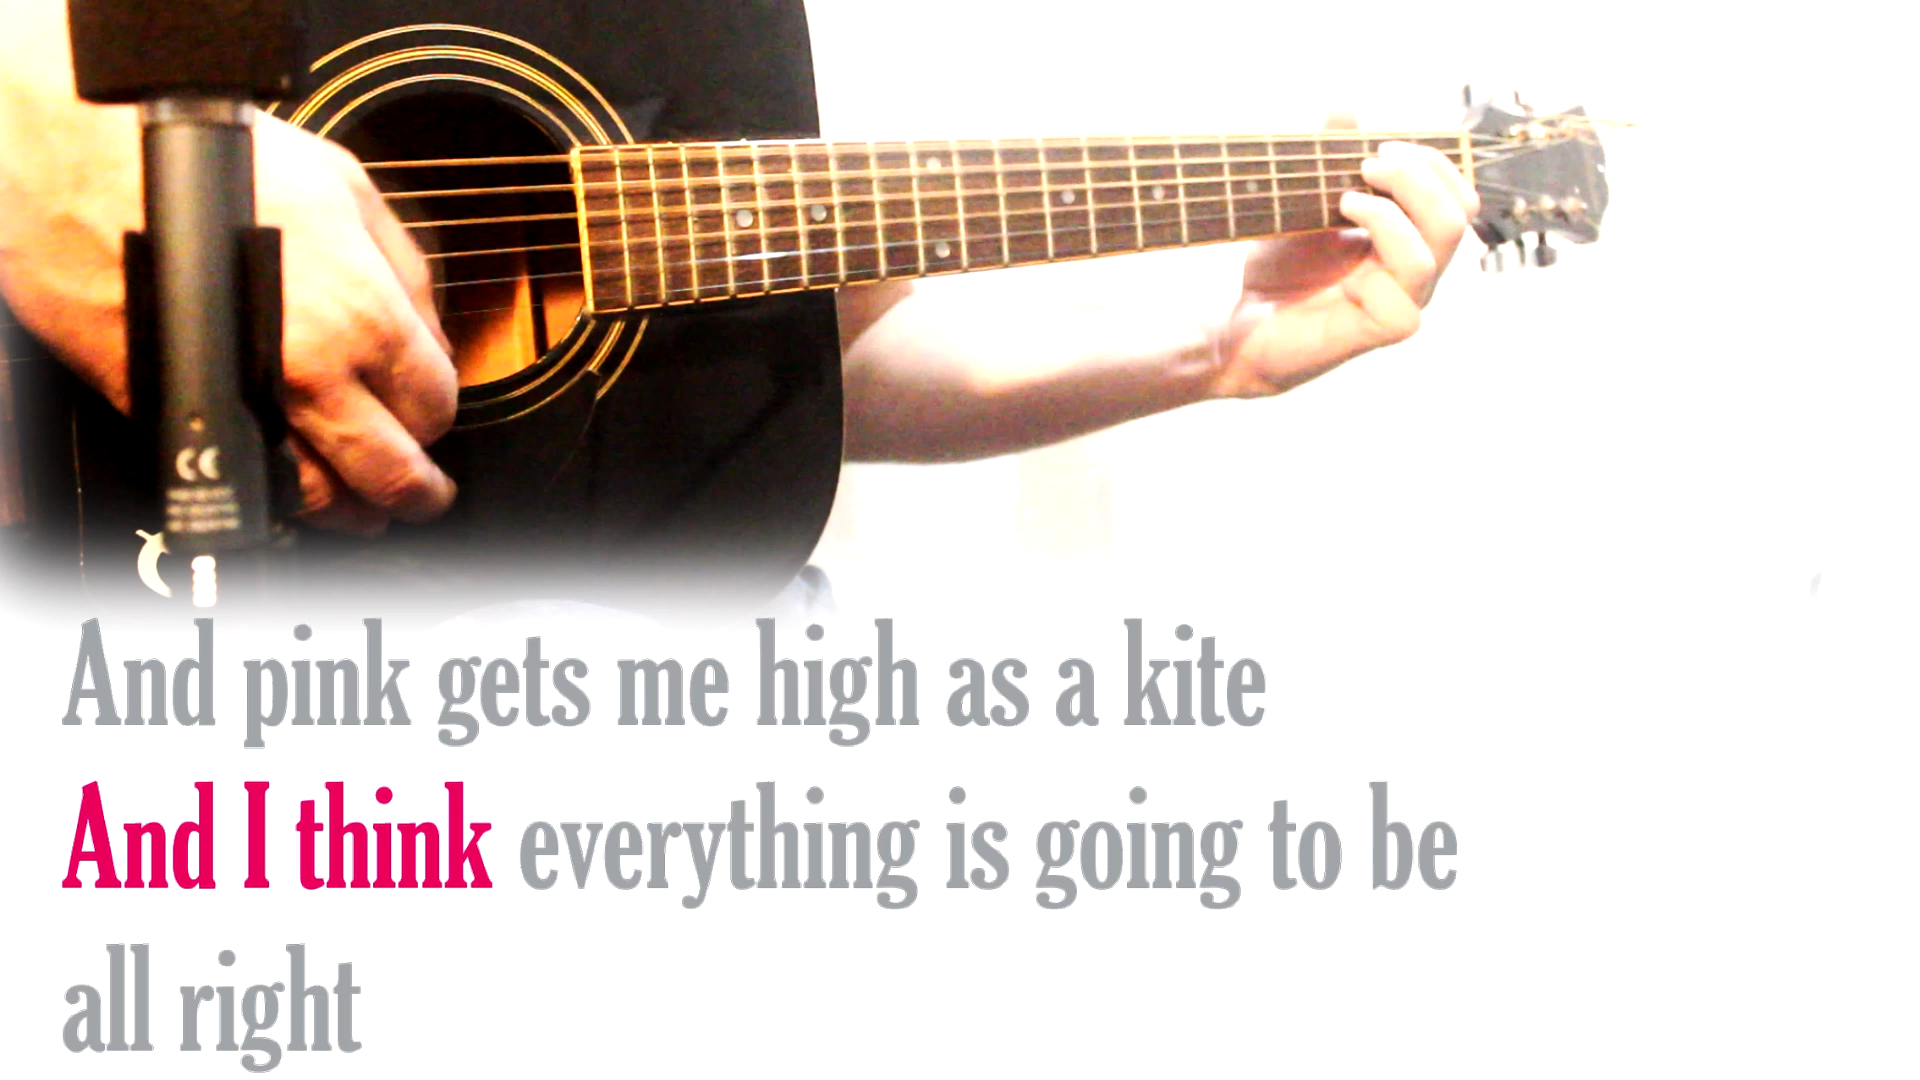 And pink gets me high as a kite
And I think everything is going to be
all right